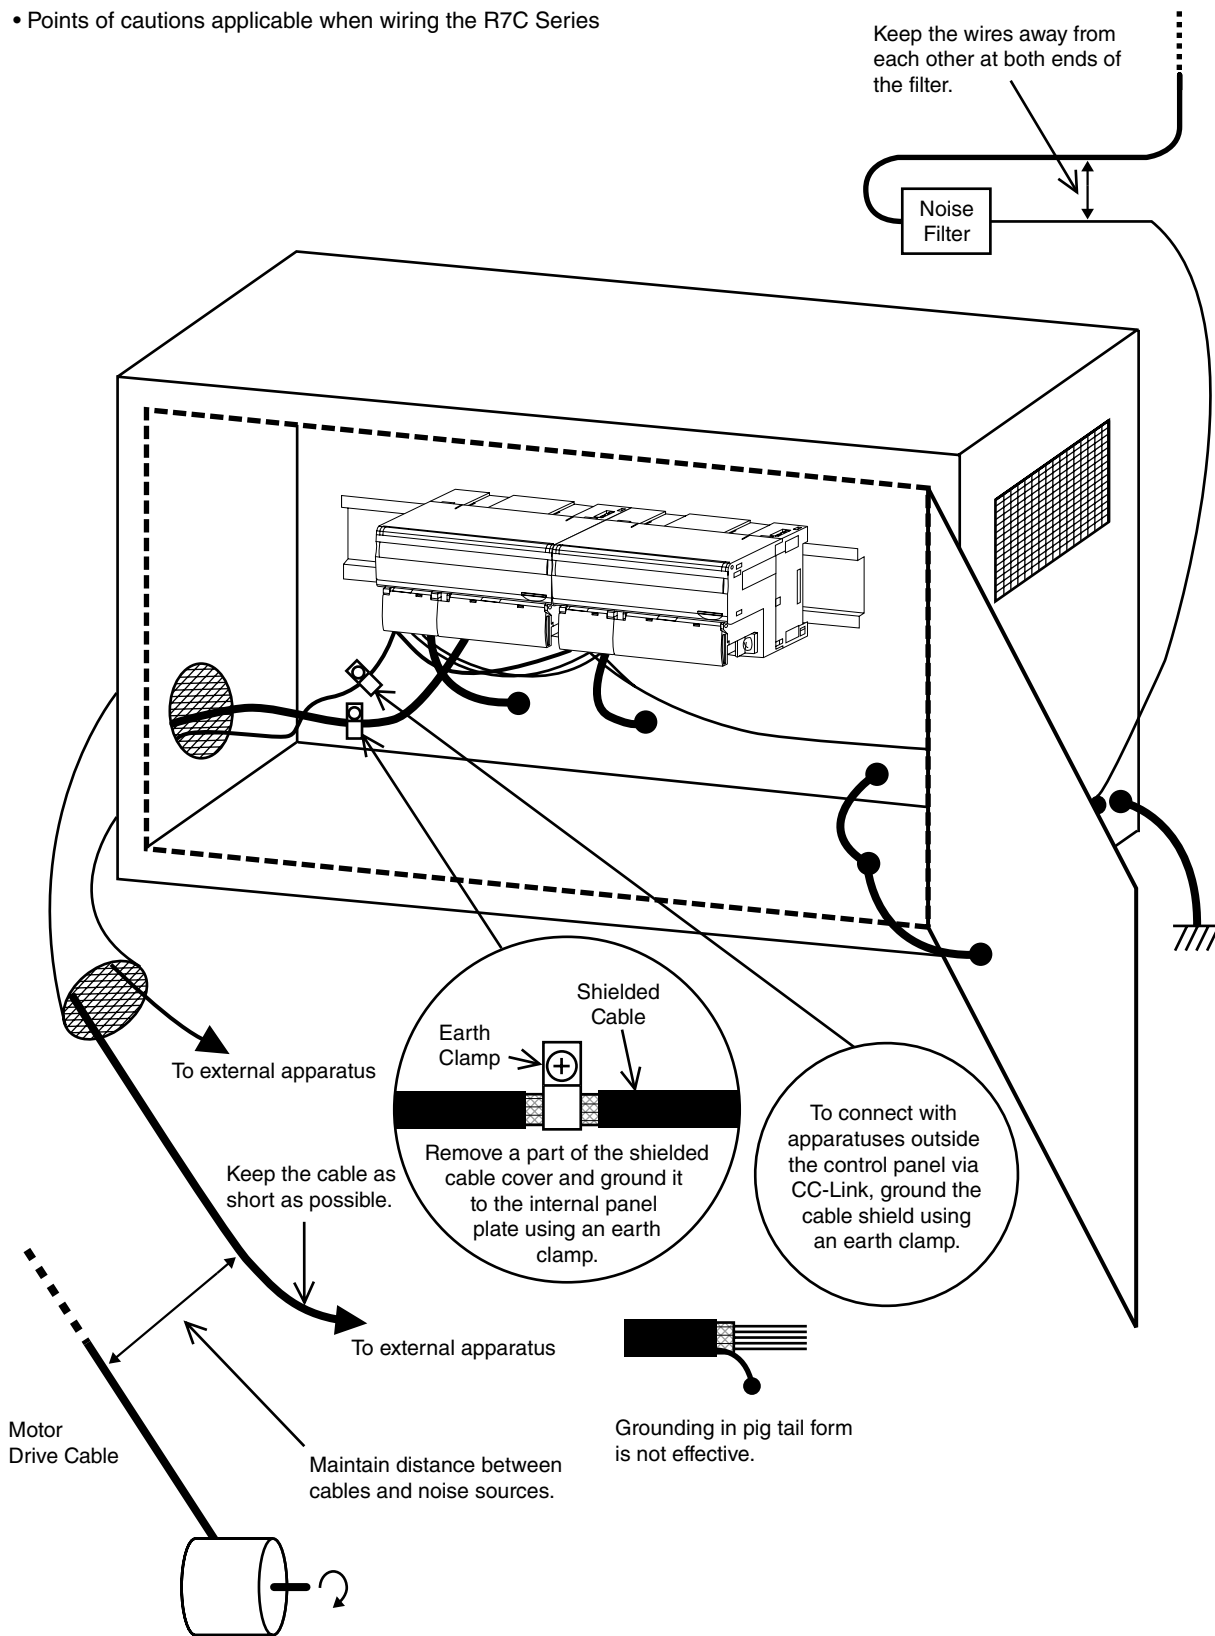 • Points of cautions applicable when wiring the R7C Series
Keep the wires away from
each other at both ends of
the filter.
Noise
Filter
Shielded
Cable
Earth
Clamp
To external apparatus
Remove a part of the shielded
cable cover and ground it
to the internal panel
plate using an earth
clamp.
To connect with
apparatuses outside
the control panel via
CC-Link, ground the
cable shield using
an earth clamp.
Keep the cable as
short as possible.
To external apparatus
Motor
Drive Cable
Maintain distance between
cables and noise sources.
Grounding in pig tail form
is not effective.